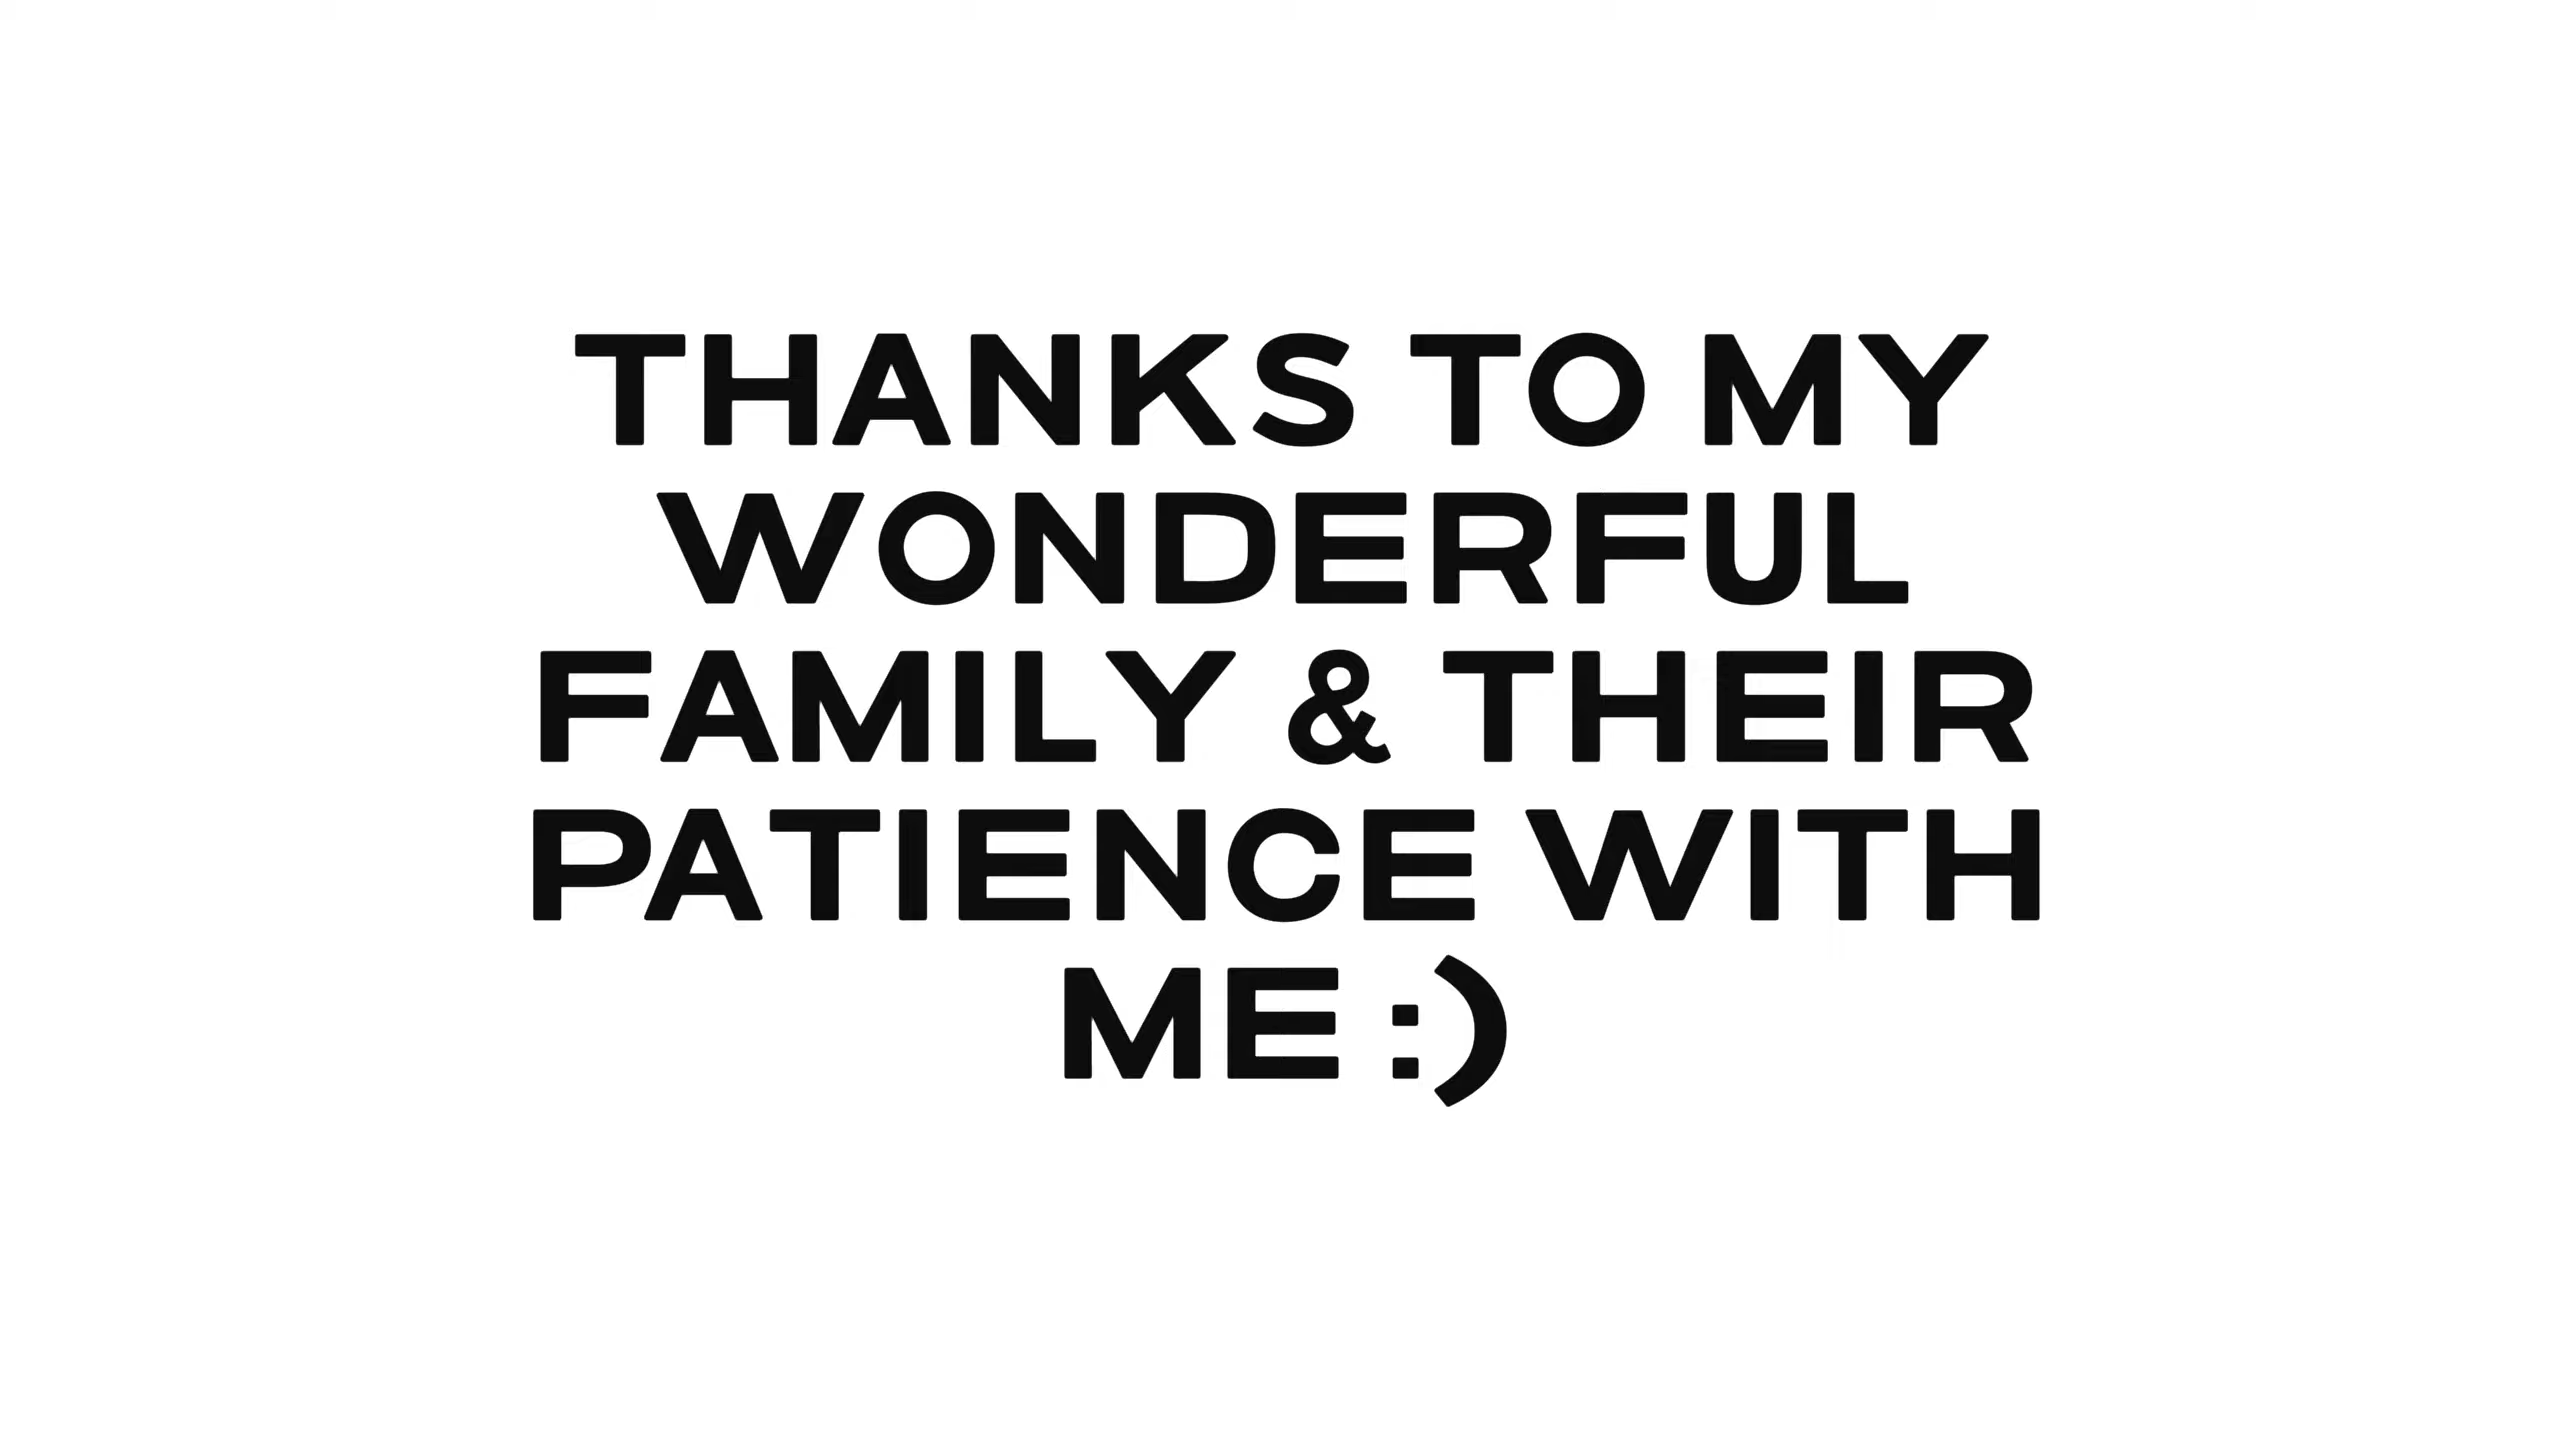 THANKS TO MY
WONDERFUL
FAMILY & THEIR
PATIENCE WITH
ME :)